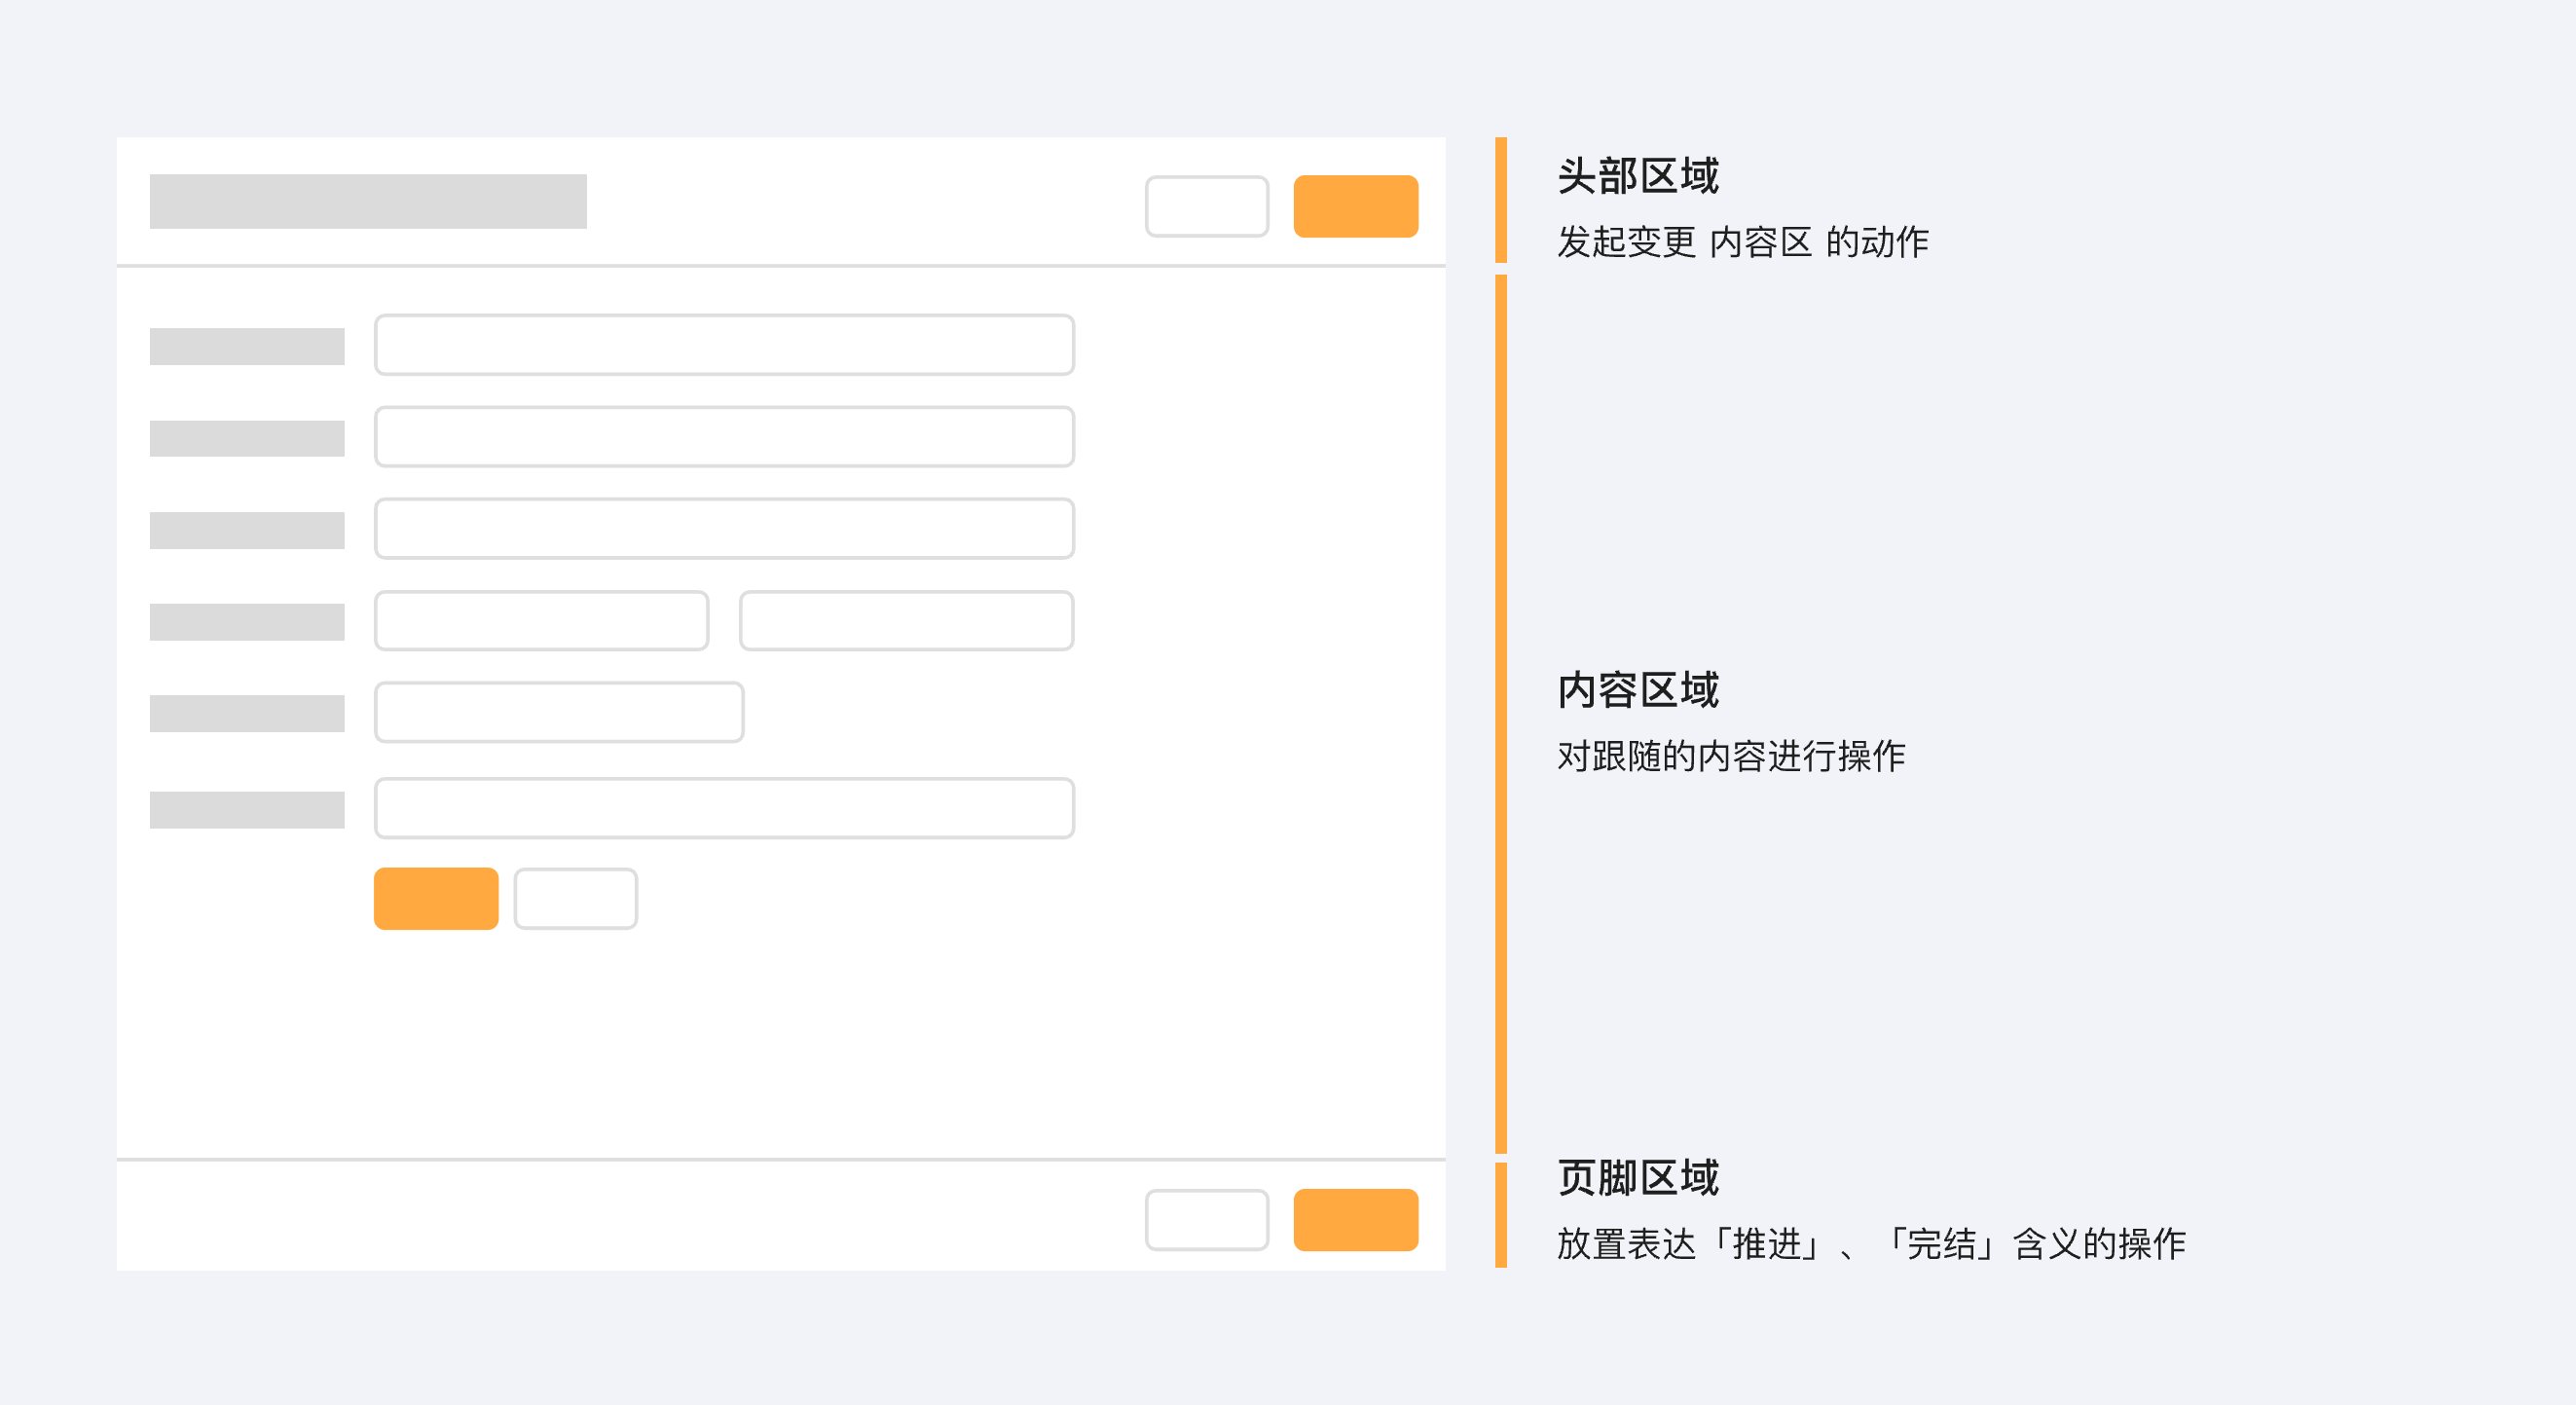 头部区域
发起变更 内容区 的动作
内容区域
对跟随的内容进行操作
页脚区域
放置表达「推进」、「完结」含义的操作